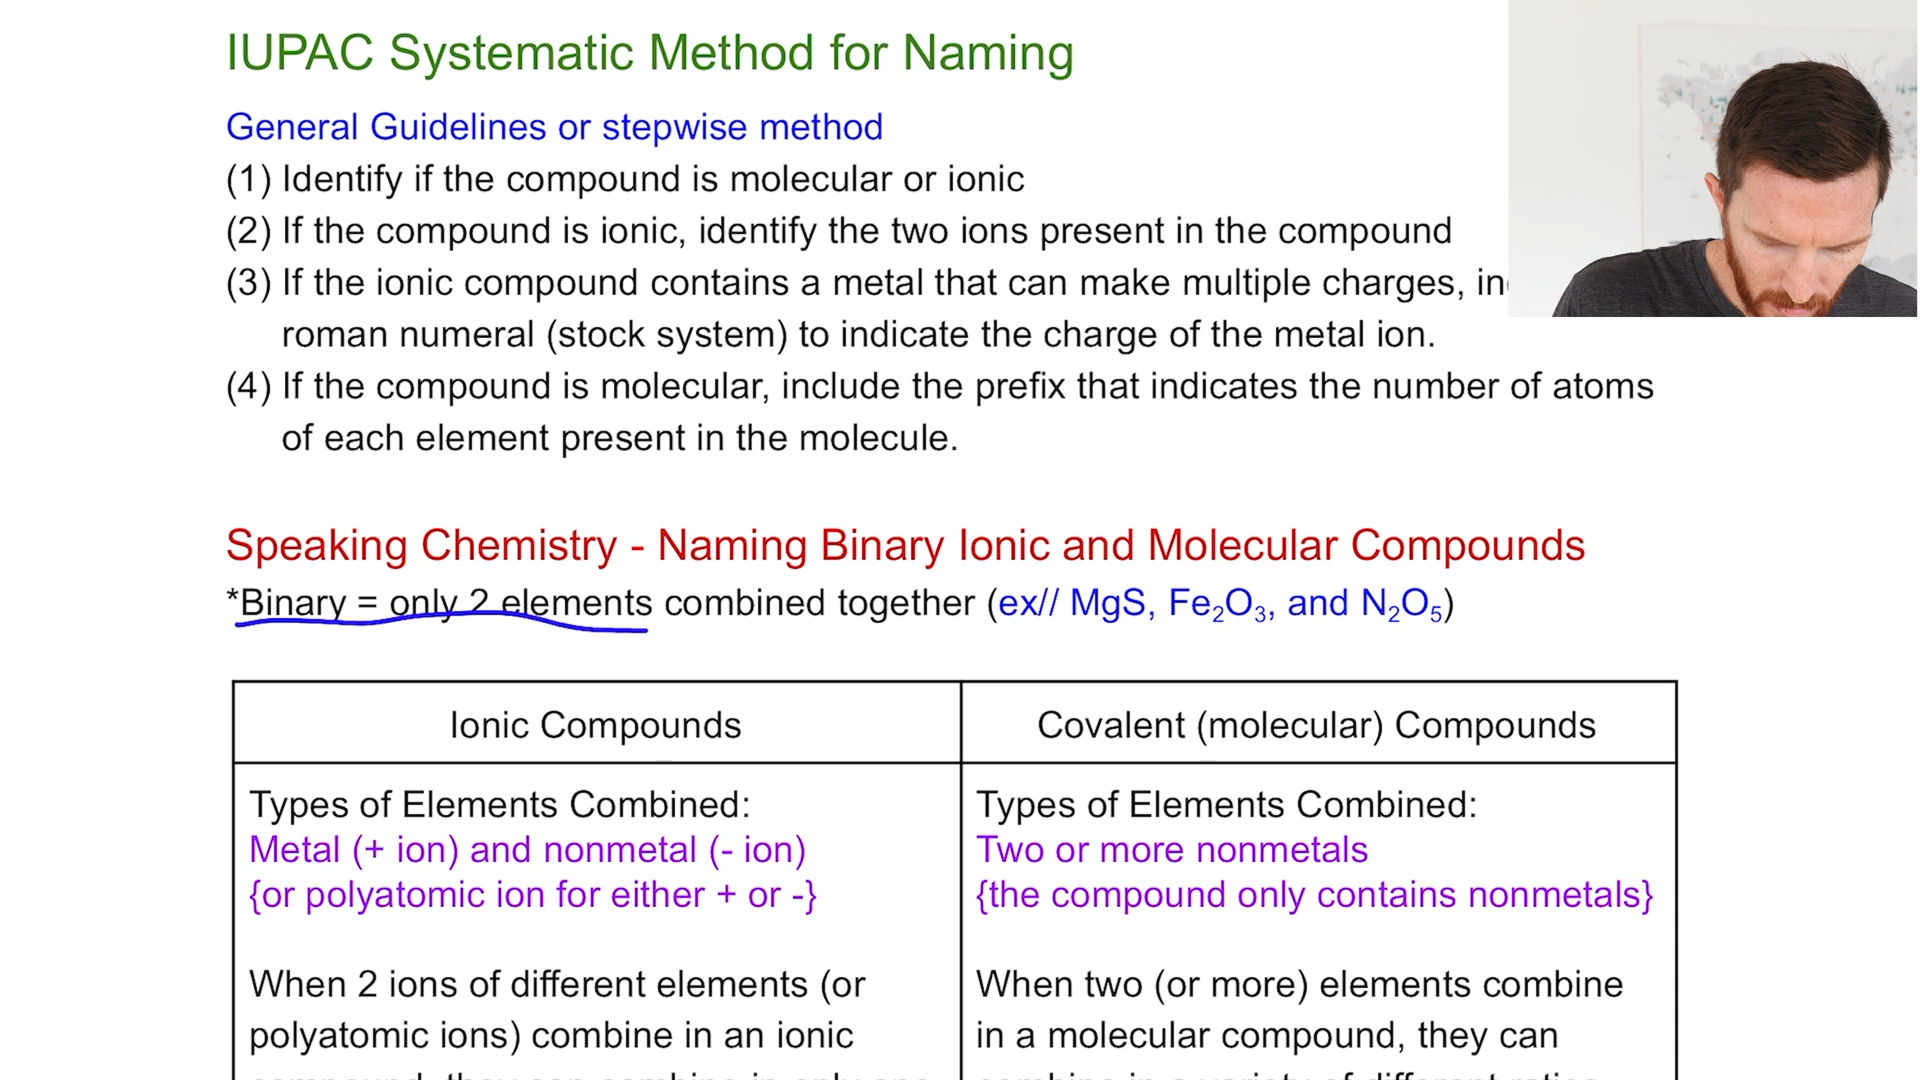 IUPAC Systematic Method for Naming
General Guidelines or stepwise method
(1) Identify if the compound is molecular or ionic
(2) If the compound is ionic, identify the two ions present in the compound
(3) If the ionic compound contains a metal that can make multiple charges,
roman numeral (stock system) to indicate the charge of the metal ion.
(4) If the compound is molecular, include the prefix that indicates the number of atoms
of each element present in the molecule.
Speaking Chemistry - Naming Binary Ionic and Molecular Compounds
*Binary = only 2 elements combined together (ex// MgS, Fe₂O₃, and N₂O₅)
Ionic Compounds
Types of Elements Combined:
Metal (+ ion) and nonmetal (- ion)
{or polyatomic ion for either + or -}
When 2 ions of different elements (or
polyatomic ions) combine in an ionic
Covalent (molecular) Compounds
Types of Elements Combined:
Two or more nonmetals
{the compound only contains nonmetals}
When two (or more) elements combine
in a molecular compound, they can